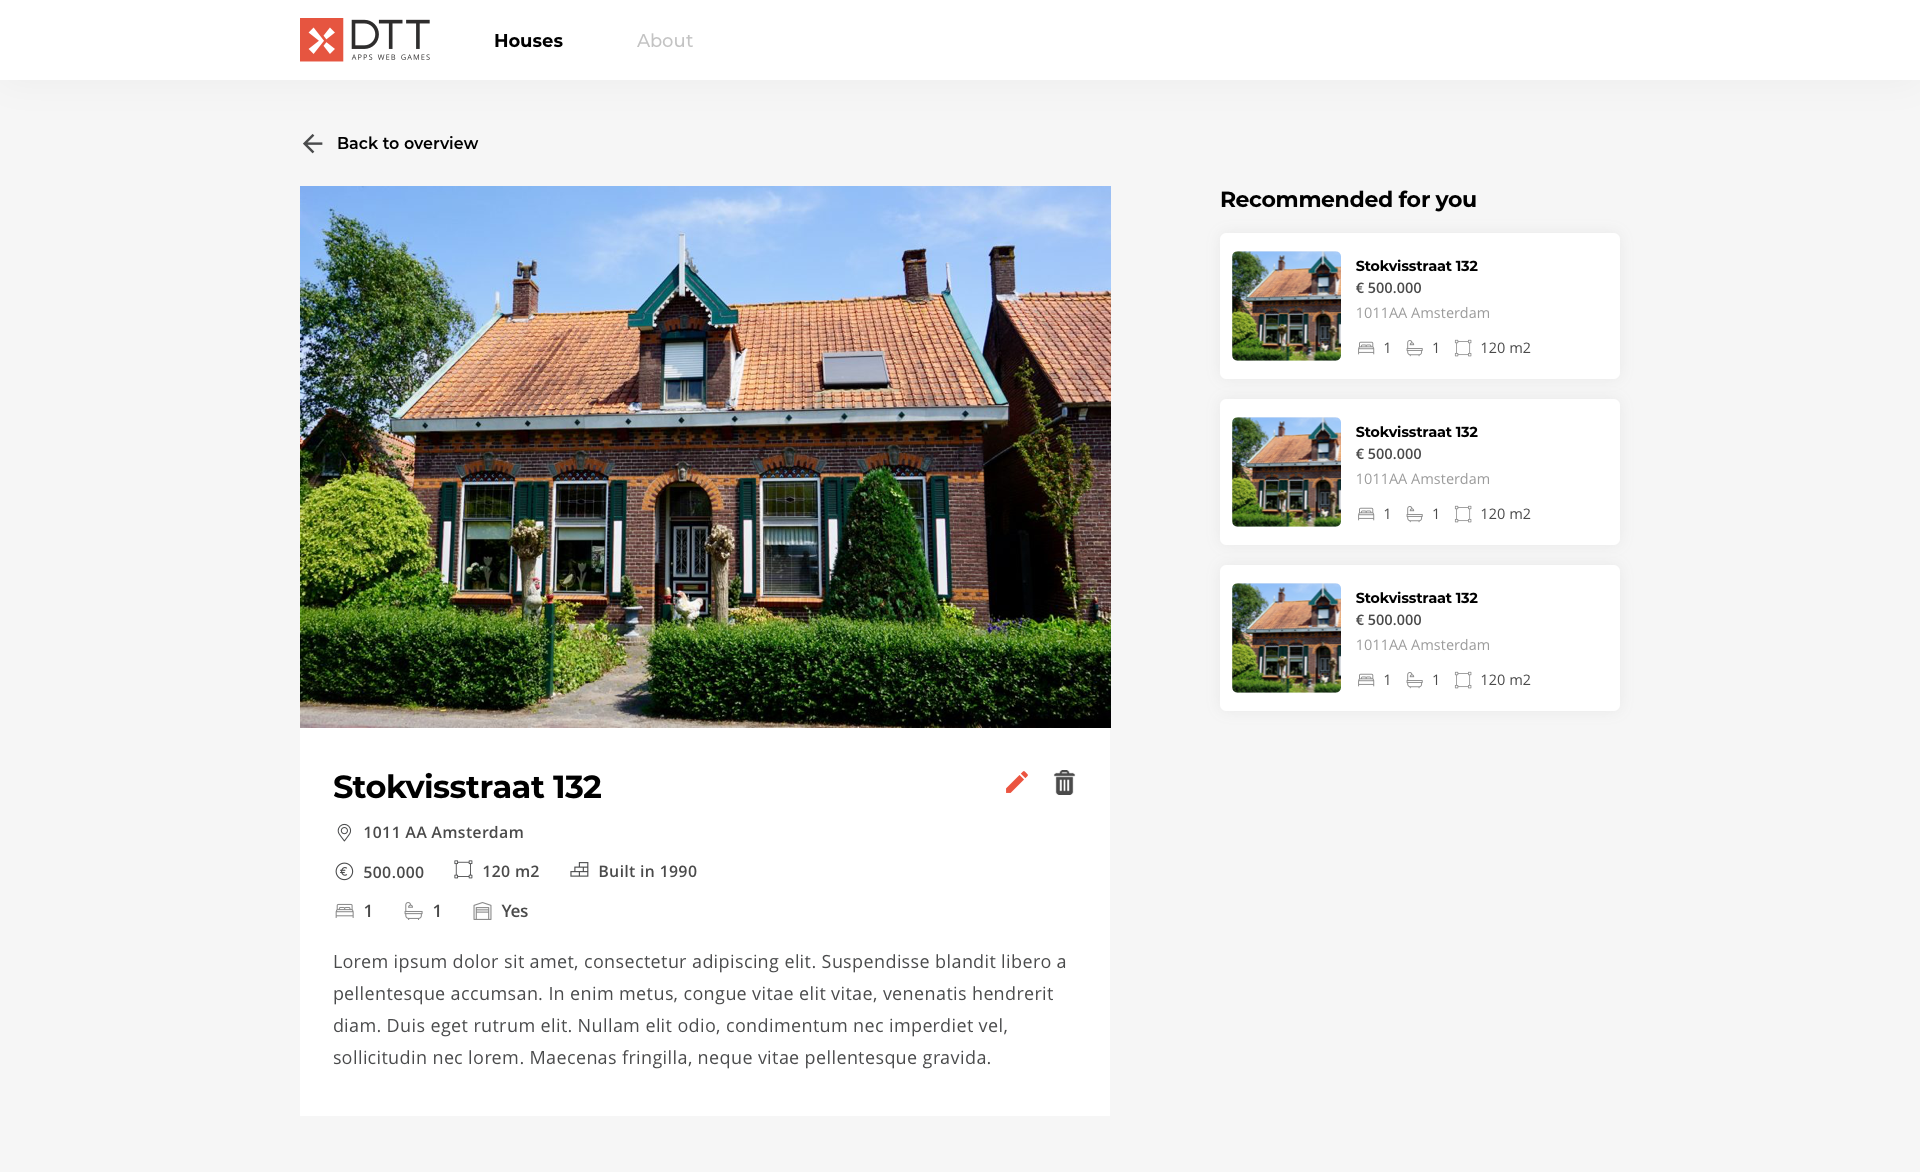 DTT
APPS WEB GAMES
Houses
About
Back to overview
Stokvisstraat 132
1011 AA Amsterdam
€ 500.000
120 m2
Built in 1990
1
1
Yes
Lorem ipsum dolor sit amet, consectetur adipiscing elit. Suspendisse blandit libero a
pellentesque accumsan. In enim metus, congue vitae elit vitae, venenatis hendrerit
diam. Duis eget rutrum elit. Nullam elit odio, condimentum nec imperdiet vel,
sollicitudin nec lorem. Maecenas fringilla, neque vitae pellentesque gravida.
Recommended for you
Stokvisstraat 132
€ 500.000
1011AA Amsterdam
1 1 120 m2
Stokvisstraat 132
€ 500.000
1011AA Amsterdam
1 1 120 m2
Stokvisstraat 132
€ 500.000
1011AA Amsterdam
1 1 120 m2